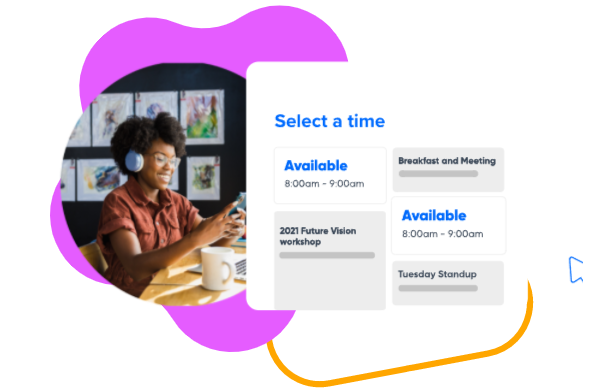 Select a time
Available
8:00am - 9:00am
2021 Future Vision
workshop
Breakfast and Meeting
Available
8:00am - 9:00am
Tuesday Standup